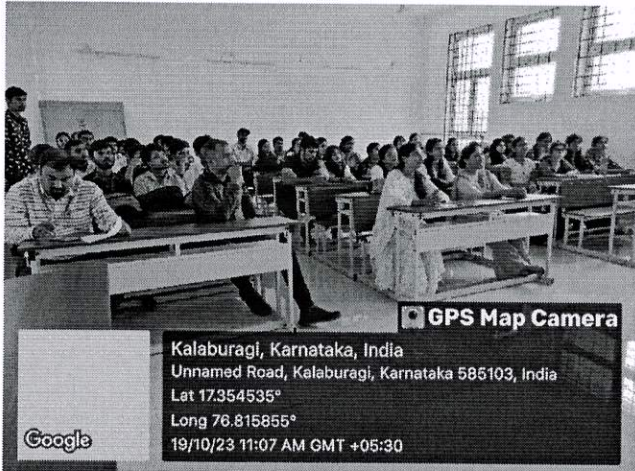 GPS Map Camera
Kalaburagi, Karnataka, India
Unnamed Road, Kalaburagi, Karnataka 585103, India
Lat 17.354535°
Long 76.815855°
19/10/23 11:07 AM GMT +05:30
Google